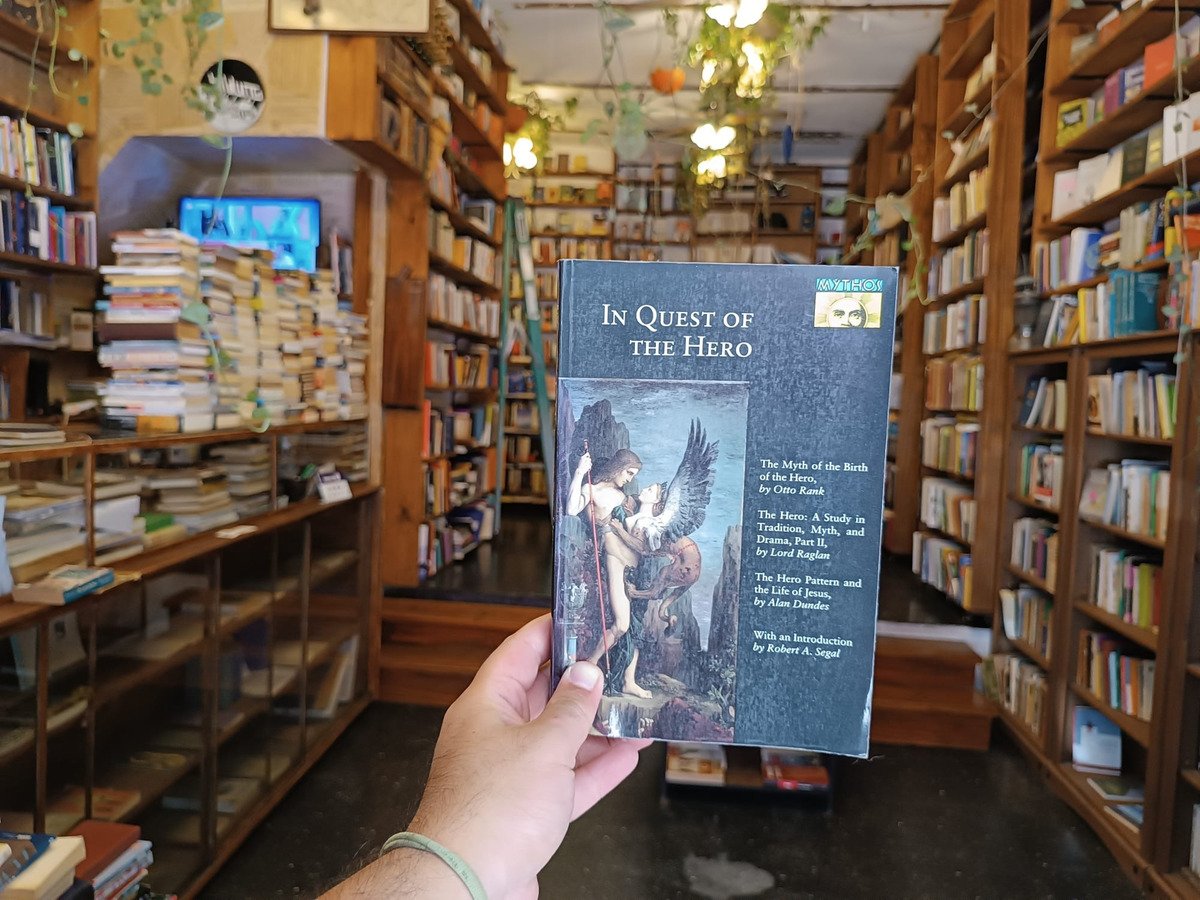 MYTHOS
IN QUEST OF
THE HERO
The Myth of the Birth
of the Hero,
by Otto Rank
The Hero: A Study in
Tradition, Myth, and
Drama, Part II,
by Lord Raglan
The Hero Pattern and
the Life of Jesus,
by Alan Dundes
With an Introduction
by Robert A. Segal